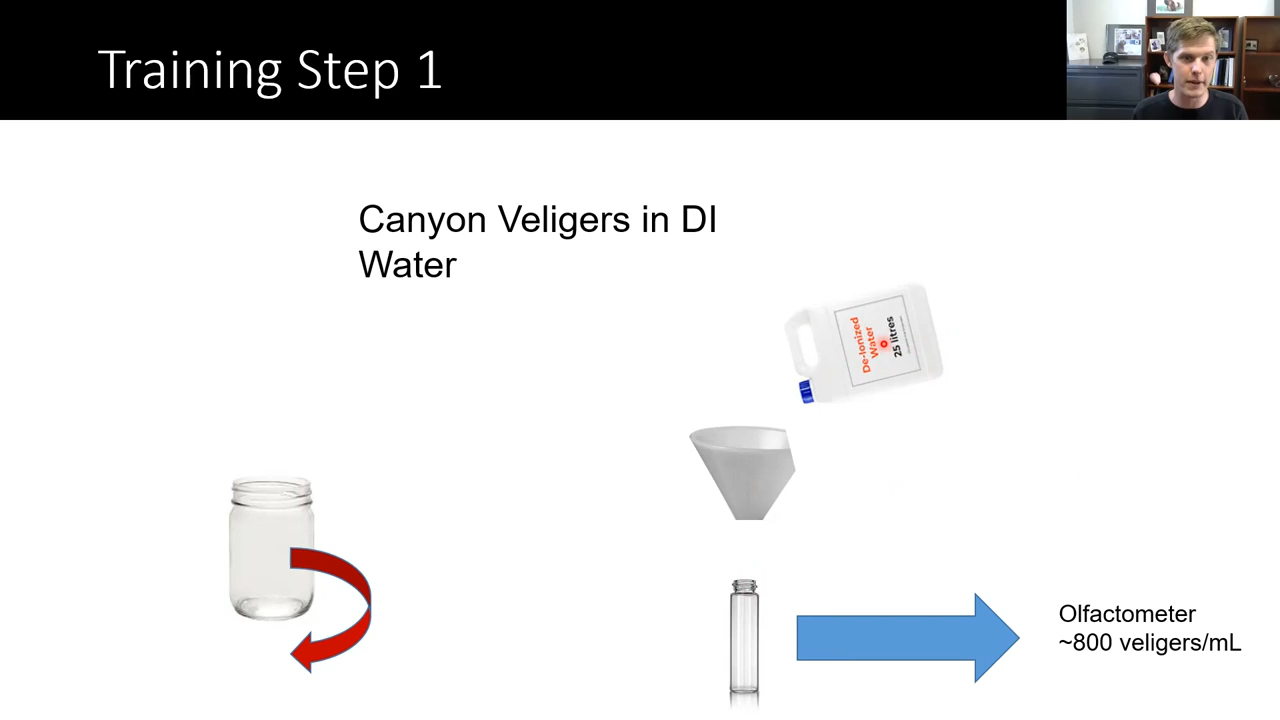 Training Step 1
Canyon Veligers in DI
Water
De-Ionized
Water
25 litres
Olfactometer
~800 veligers/mL